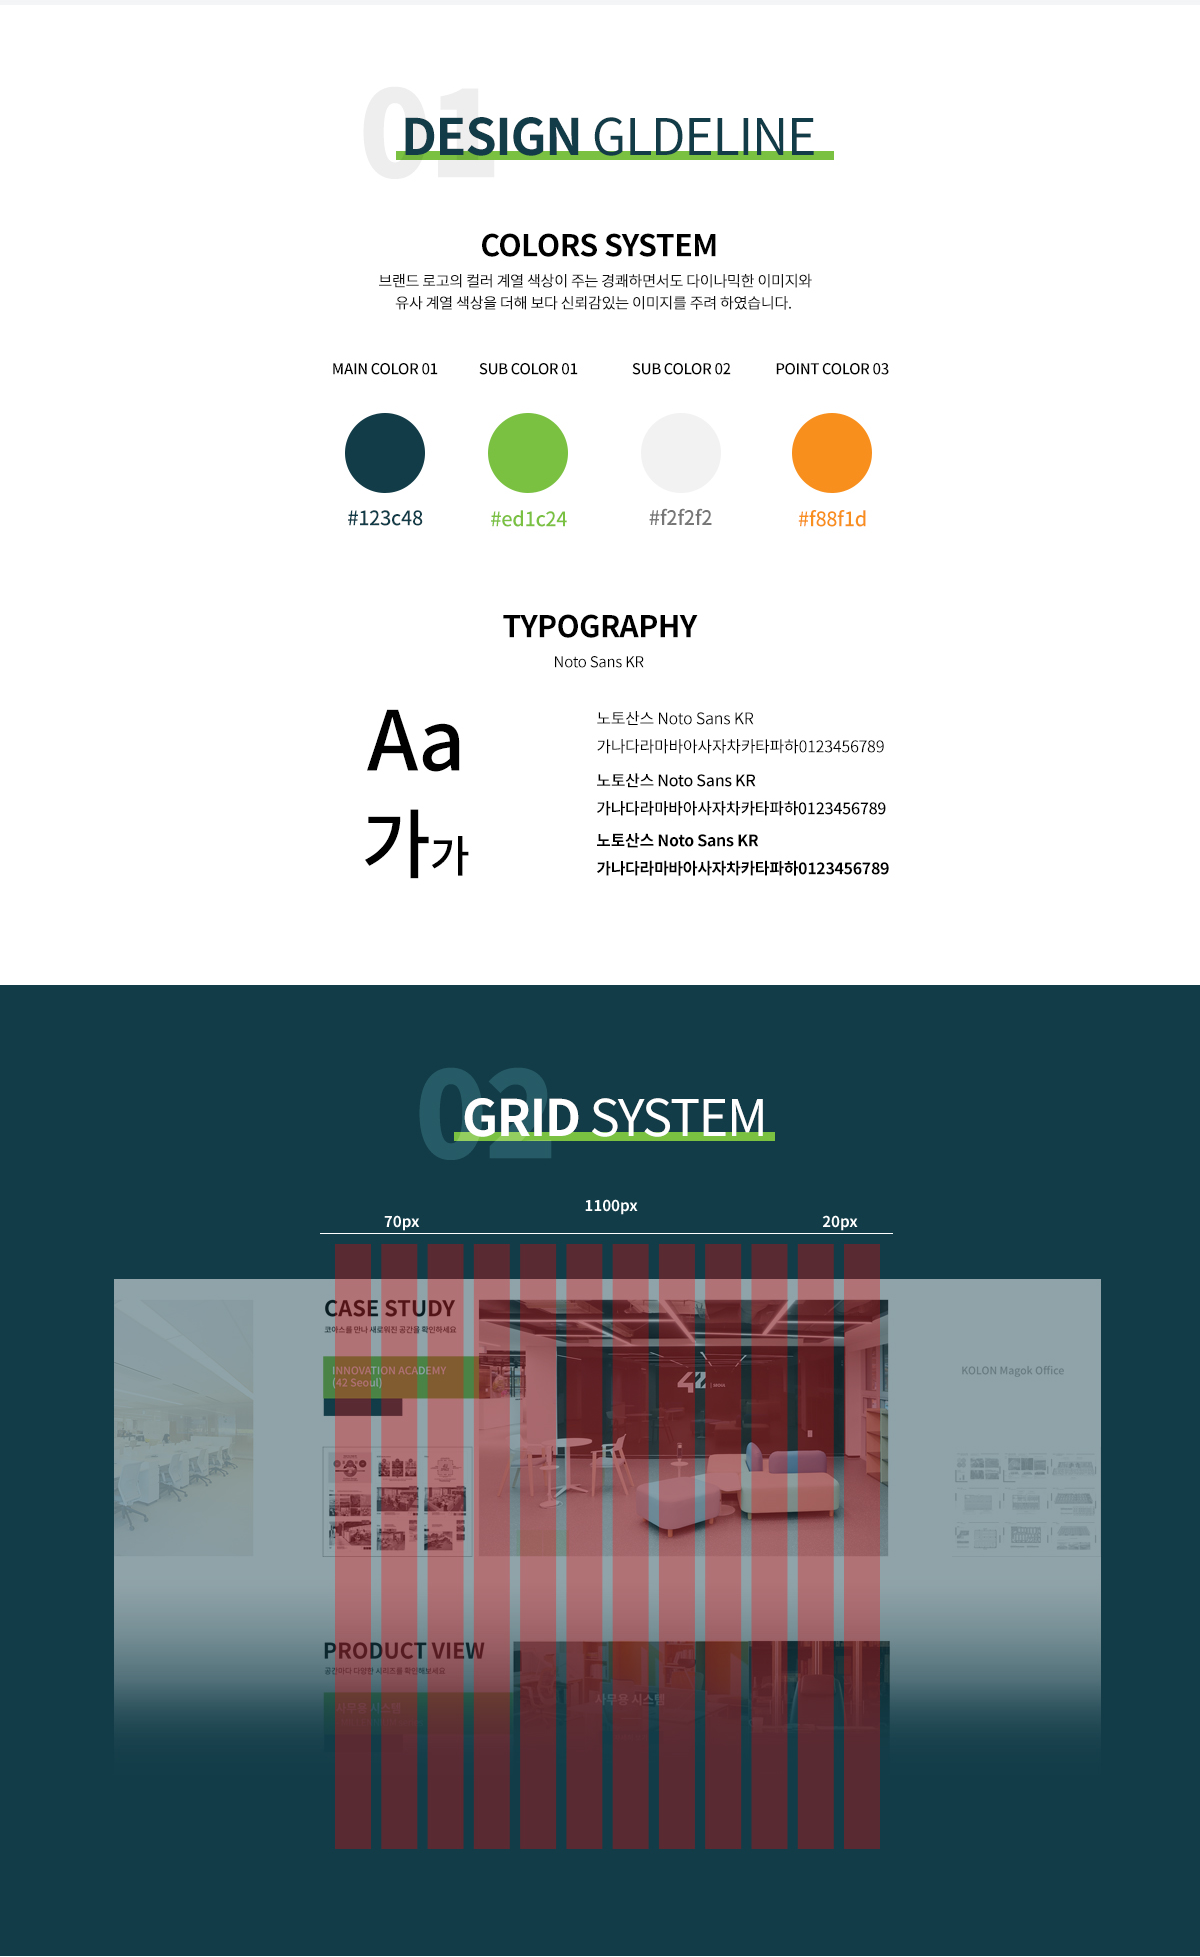 01
DESIGN GLDELINE
COLORS SYSTEM
브랜드 로고의 컬러 계열 색상이 주는 경쾌하면서도 다이나믹한 이미지와
유사 계열 색상을 더해 보다 신뢰감있는 이미지를 주려 하였습니다.
MAIN COLOR 01 SUB COLOR 01 SUB COLOR 02 POINT COLOR 03
#123c48 #ed1c24 #f2f2f2 #f88f1d
TYPOGRAPHY
Noto Sans KR
Aa
가가
노토산스 Noto Sans KR
가나다라마바아사자차카타파하0123456789
노토산스 Noto Sans KR
가나다라마바아사자차카타파하0123456789
노토산스 Noto Sans KR
가나다라마바아사자차카타파하0123456789
02
GRID SYSTEM
1100px
70px 20px
CASE STUDY
코아스를 만나 새로워진 공간을 확인하세요
INNOVATION ACADEMY
(42 Seoul)
42 SEOUL
KOLON Magok Office
PRODUCT VIEW
공간마다 다양한 시리즈를 확인해보세요
사무용 시스템
사무용 시스템